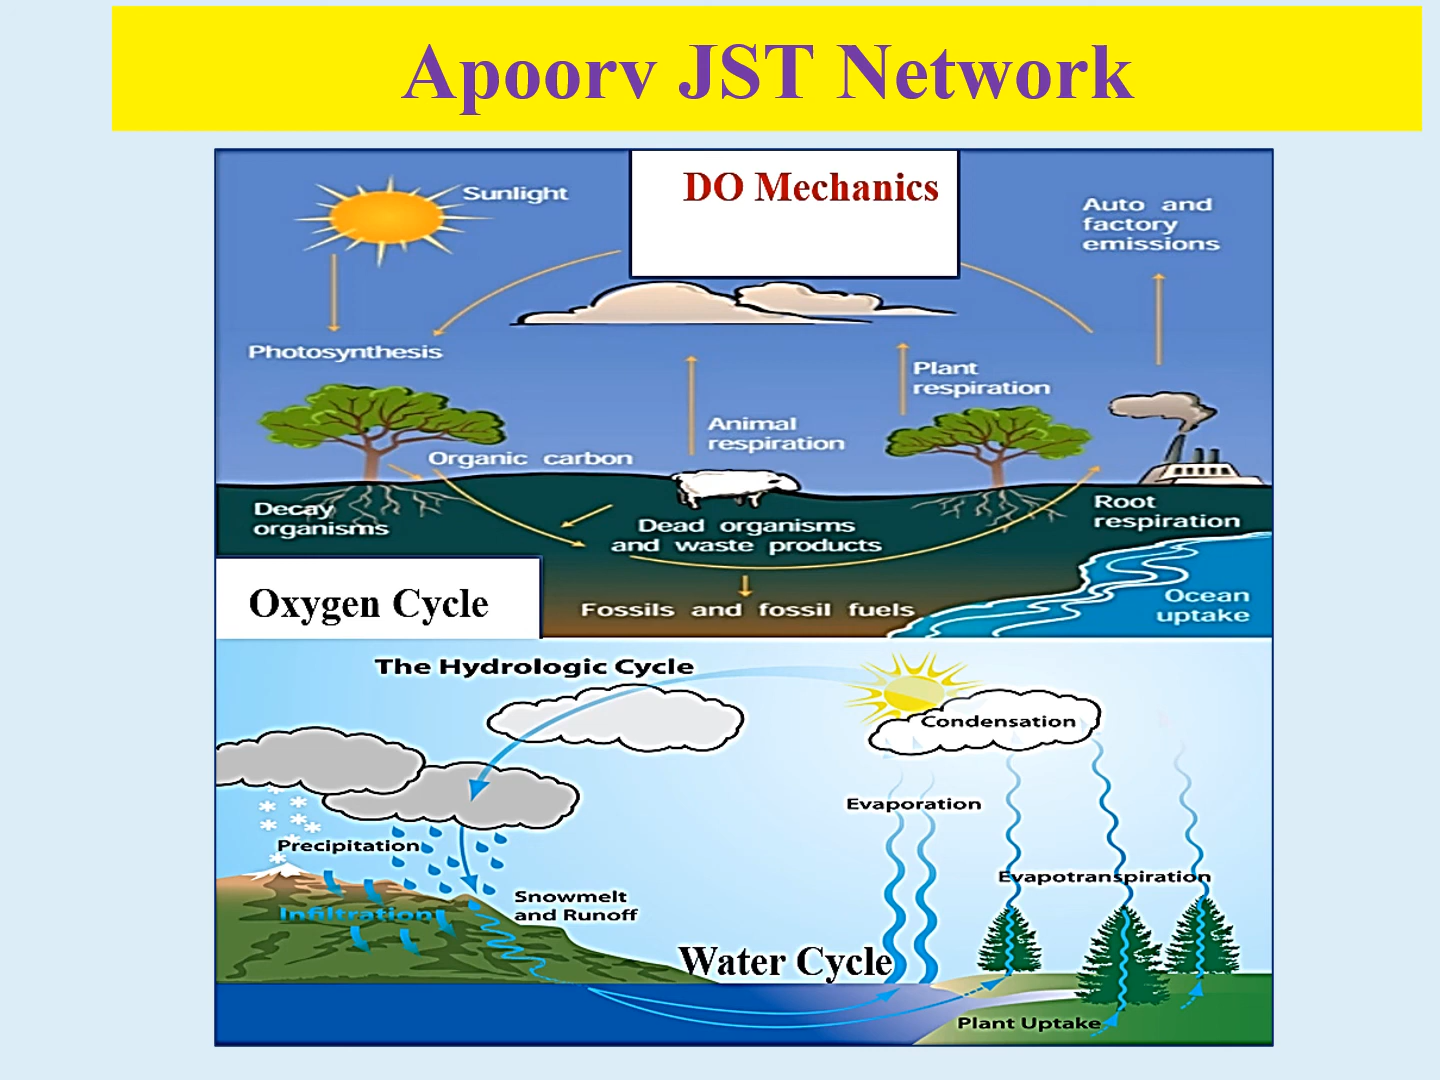 Apoorv JST Network
DO Mechanics
Sunlight
Auto and
factory
emissions
Photosynthesis
Plant
respiration
Animal
respiration
Organic carbon
Decay
organisms
Dead organisms
and waste products
Root
respiration
Oxygen Cycle
Fossils and fossil fuels
Ocean
uptake
The Hydrologic Cycle
Condensation
Evaporation
Precipitation
Evapotranspiration
Snowmelt
and Runoff
Infiltration
Water Cycle
Plant Uptake